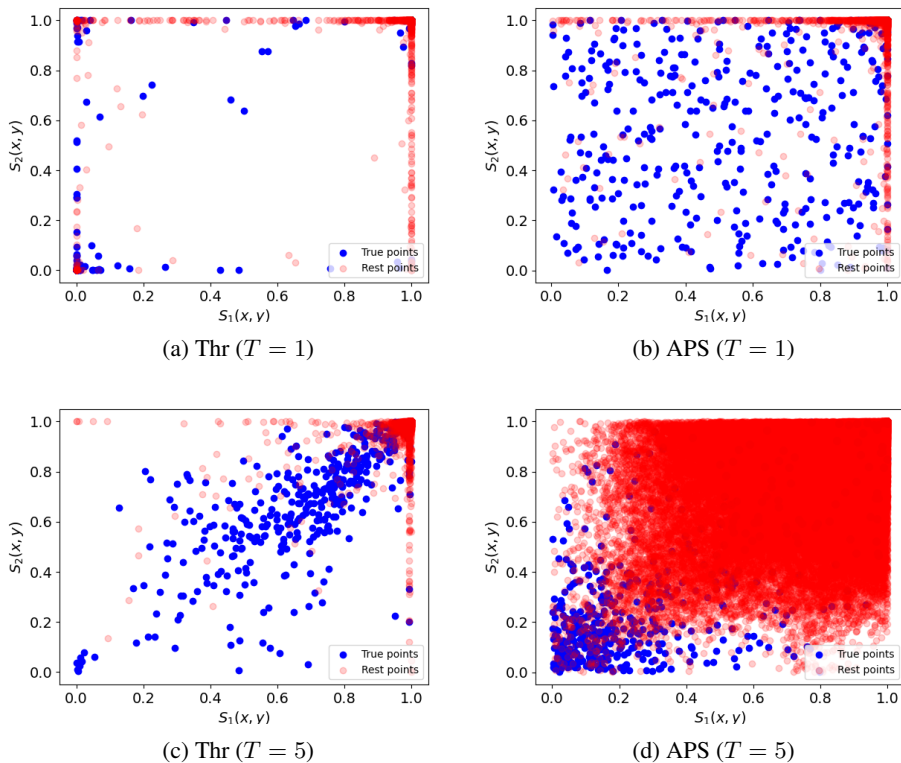 1.0
0.8
0.6
0.4
0.2
0.0
S₂(x, y)
0.0 0.2 0.4 0.6 0.8 1.0
S₁(x, y)
True points
Rest points
(a) Thr (T = 1)
1.0
0.8
0.6
0.4
0.2
0.0
S₂(x, y)
0.0 0.2 0.4 0.6 0.8 1.0
S₁(x, y)
True points
Rest points
(b) APS (T = 1)
1.0
0.8
0.6
0.4
0.2
0.0
S₂(x, y)
0.0 0.2 0.4 0.6 0.8 1.0
S₁(x, y)
True points
Rest points
(c) Thr (T = 5)
1.0
0.8
0.6
0.4
0.2
0.0
S₂(x, y)
0.0 0.2 0.4 0.6 0.8 1.0
S₁(x, y)
True points
Rest points
(d) APS (T = 5)